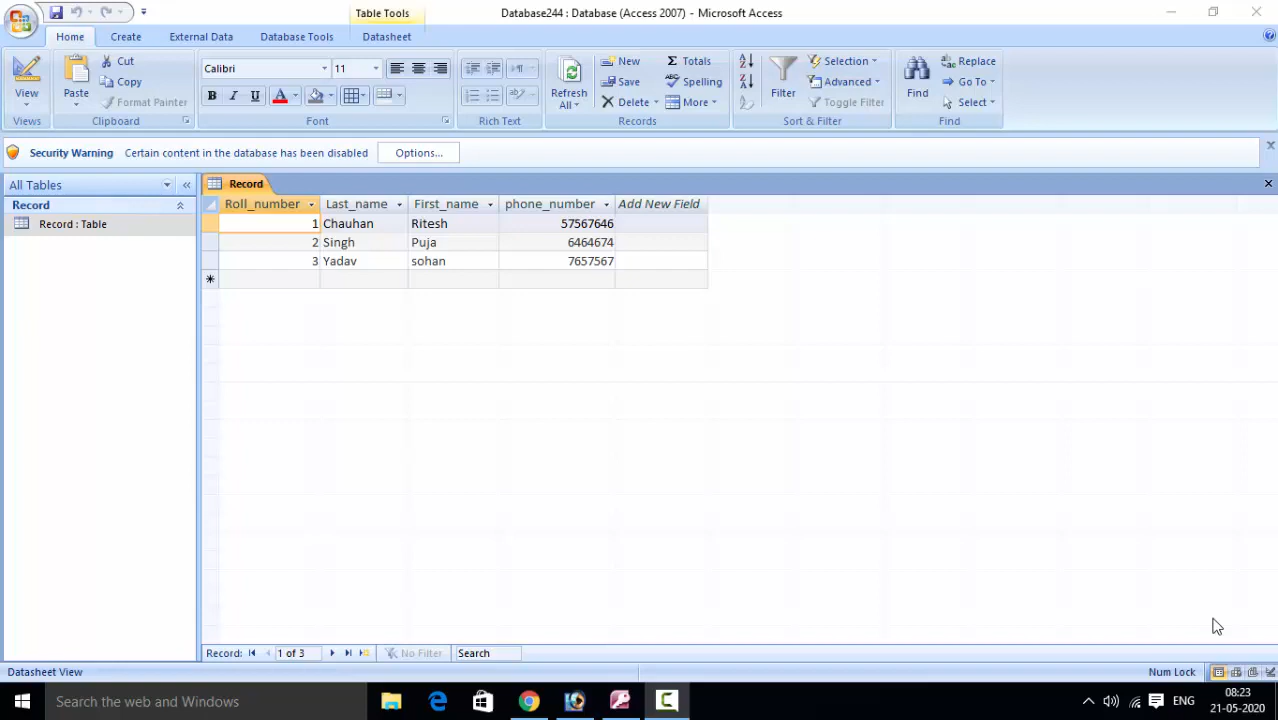 Table Tools
Database244 : Database (Access 2007) - Microsoft Access
Home Create External Data Database Tools Datasheet
View
Views
Paste
Cut
Copy
Format Painter
Clipboard
Calibri 11
B I U A
Font
Rich Text
Refresh
All
New
Save
Delete
Σ Totals
ABC Spelling
More
Records
Filter
Selection
Advanced
Toggle Filter
Sort & Filter
Find
Replace
Go To
Select
Find
Security Warning Certain content in the database has been disabled Options...
All Tables «
Record
Record : Table
Record
Roll_number Last_name First_name phone_number Add New Field
1 Chauhan Ritesh 57567646
2 Singh Puja 6464674
3 Yadav sohan 7657567
Record: 1 of 3 No Filter Search
Datasheet View Num Lock
Search the web and Windows
ENG
08:23
21-05-2020